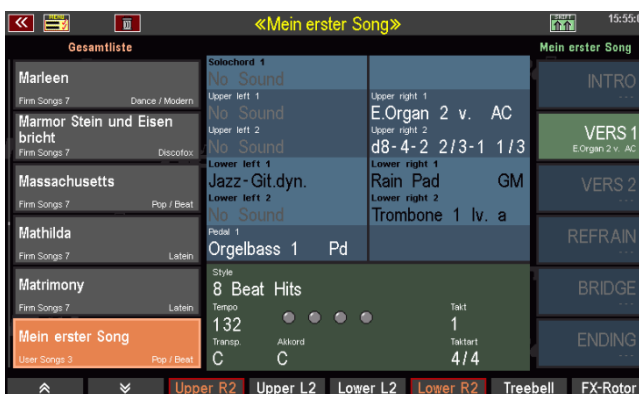 MENU
«Mein erster Song»
SHIFT
15:55:
Gesamtliste
Mein erster Song
Marleen
Firm Songs 7 Dance / Modern
Marmor Stein und Eisen
bricht
Firm Songs 7 Discofox
Massachusetts
Firm Songs 7 Pop / Beat
Mathilda
Firm Songs 7 Latein
Matrimony
Firm Songs 7 Latein
Mein erster Song
User Songs 3 Pop / Beat
Solochord 1
No Sound
Upper left 1
No Sound
Upper right 1
E.Organ 2 v. AC
Upper left 2
No Sound
Upper right 2
d8-4-2 2/3-1 1/3
Lower left 1
Jazz-Git.dyn.
Lower right 1
Rain Pad GM
Lower left 2
No Sound
Lower right 2
Trombone 1 lv. a
Pedal 1
Orgelbass 1 Pd
Style
8 Beat Hits
Tempo
132
Takt
1
Transp.
C
Akkord
C
Taktart
4/4
INTRO
---
VERS 1
E.Organ 2 v. AC
VERS 2
---
REFRAIN
---
BRIDGE
---
ENDING
---
Upper R2 Upper L2 Lower L2 Lower R2 Treebell FX-Rotor